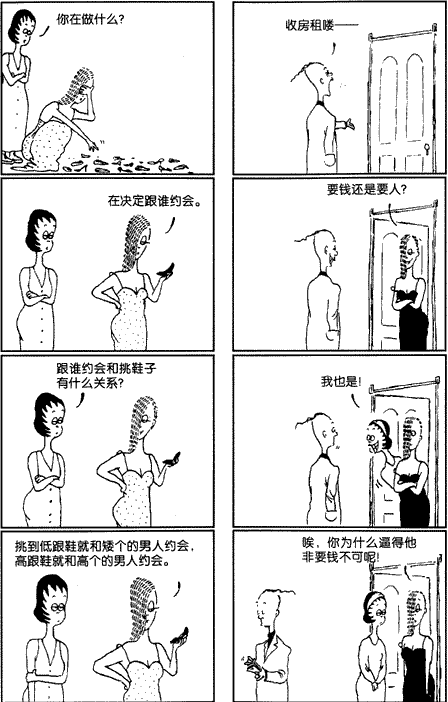 你在做什么?
在决定跟谁约会。
跟谁约会和挑鞋子
有什么关系?
挑到低跟鞋就和矮个的男人约会,
高跟鞋就和高个的男人约会。
收房租喽——
要钱还是要人?
我也是!
唉，你为什么逼得他
非要钱不可呢!